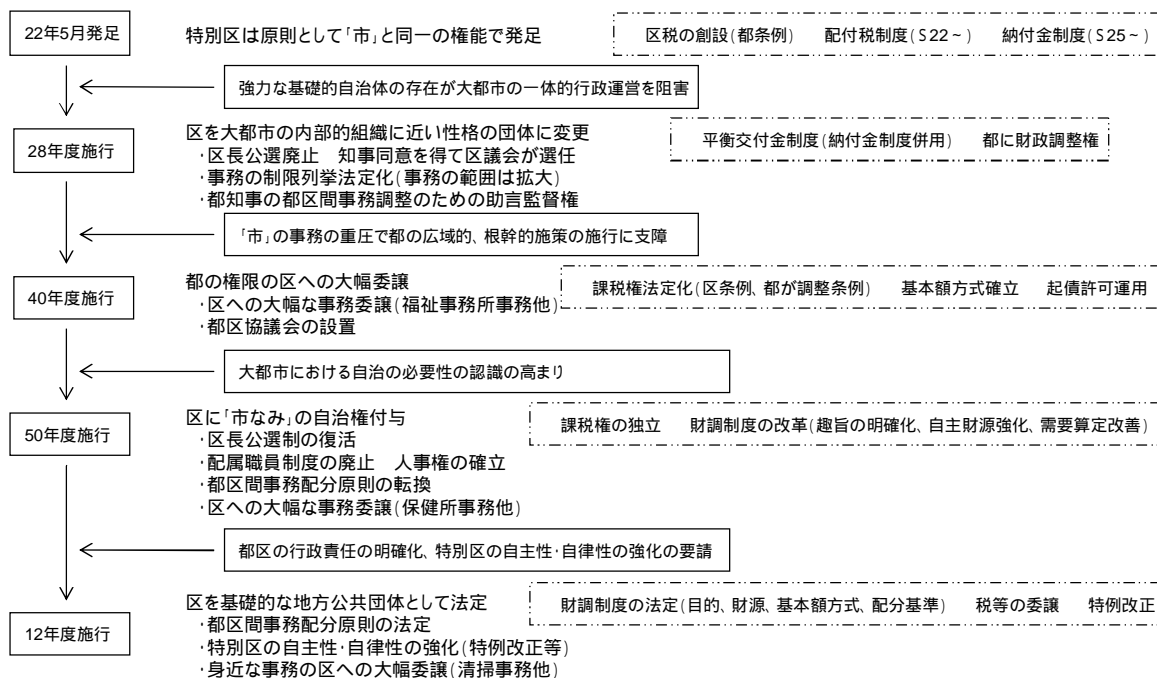 22年5月発足
特別区は原則として「市」と同一の権能で発足
区税の創設(都条例) 配付税制度(S22~) 納付金制度(S25~)
強力な基礎的自治体の存在が大都市の一体的行政運営を阻害
28年度施行
区を大都市の内部的組織に近い性格の団体に変更
・区長公選廃止 知事同意を得て区議会が選任
・事務の制限列挙法定化(事務の範囲は拡大)
・都知事の都区間事務調整のための助言監督権
平衡交付金制度(納付金制度併用) 都に財政調整権
「市」の事務の重圧で都の広域的、根幹的施策の施行に支障
40年度施行
都の権限の区への大幅委譲
・区への大幅な事務委譲(福祉事務所事務他)
・都区協議会の設置
課税権法定化(区条例、都が調整条例) 基本額方式確立 起債許可運用
大都市における自治の必要性の認識の高まり
50年度施行
区に「市なみ」の自治権付与
・区長公選制の復活
・配属職員制度の廃止 人事権の確立
・都区間事務配分原則の転換
・区への大幅な事務委譲(保健所事務他)
課税権の独立 財調制度の改革(趣旨の明確化、自主財源強化、需要算定改善)
都区の行政責任の明確化、特別区の自主性・自律性の強化の要請
12年度施行
区を基礎的な地方公共団体として法定
・都区間事務配分原則の法定
・特別区の自主性・自律性の強化(特例改正等)
・身近な事務の区への大幅委譲(清掃事務他)
財調制度の法定(目的、財源、基本額方式、配分基準) 税等の委譲 特例改正